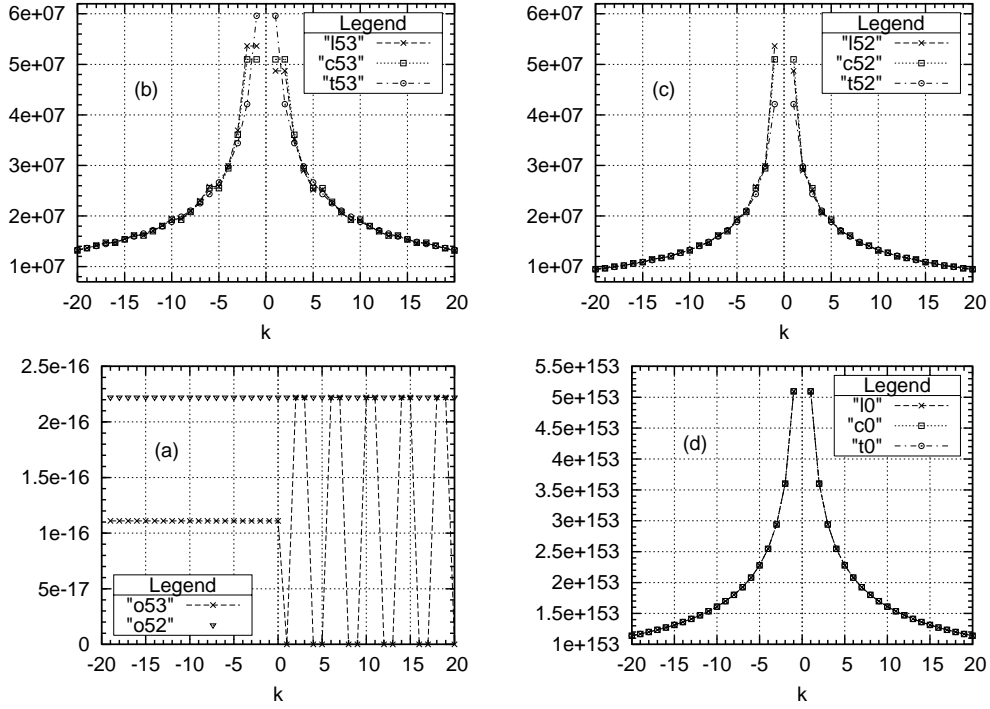 6e+07
5e+07
4e+07
3e+07
2e+07
1e+07
-20 -15 -10 -5 0 5 10 15 20
k
(b)
Legend
"l53"
"c53"
"t53"
6e+07
5e+07
4e+07
3e+07
2e+07
1e+07
-20 -15 -10 -5 0 5 10 15 20
k
(c)
Legend
"l52"
"c52"
"t52"
2.5e-16
2e-16
1.5e-16
1e-16
5e-17
0
-20 -15 -10 -5 0 5 10 15 20
k
(a)
Legend
"o53"
"o52"
5.5e+153
5e+153
4.5e+153
4e+153
3.5e+153
3e+153
2.5e+153
2e+153
1.5e+153
1e+153
-20 -15 -10 -5 0 5 10 15 20
k
(d)
Legend
"l0"
"c0"
"t0"